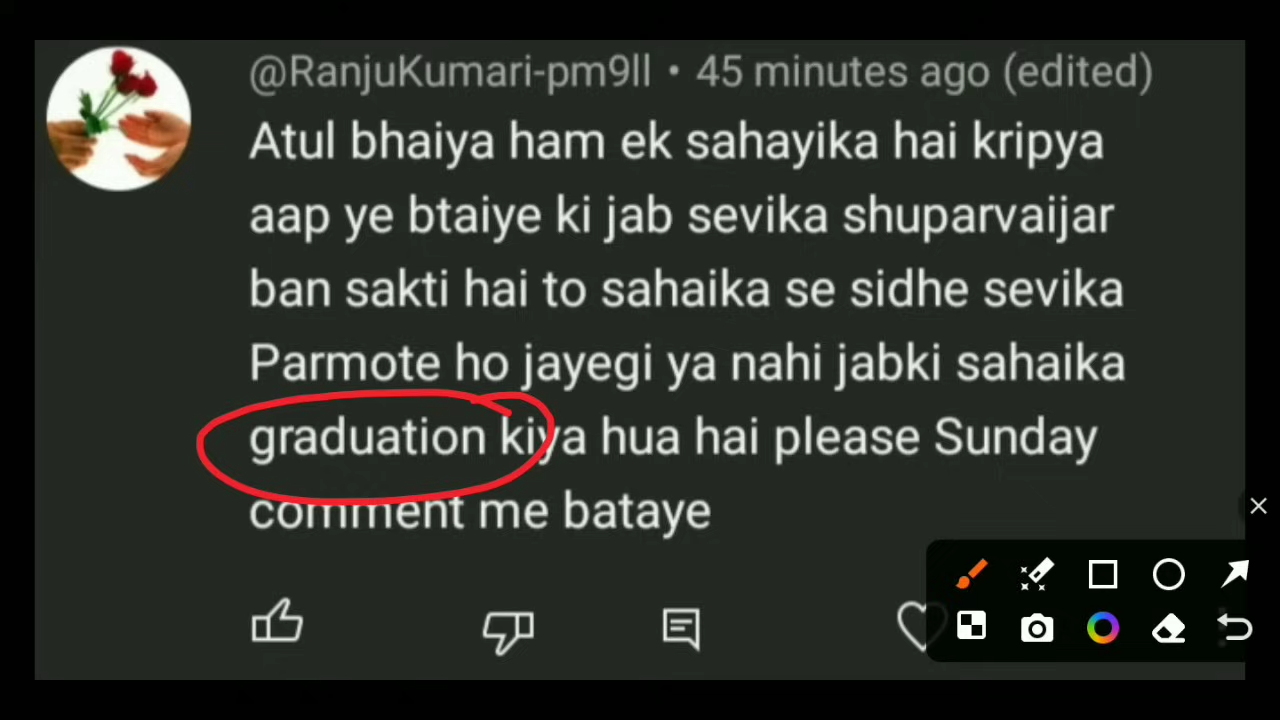 @RanjuKumari-pm9ll • 45 minutes ago (edited)
Atul bhaiya ham ek sahayika hai kripya
aap ye btaiye ki jab sevika shuparvaijar
ban sakti hai to sahaika se sidhe sevika
Parmote ho jayegi ya nahi jabki sahaika
graduation kiya hua hai please Sunday
comment me bataye